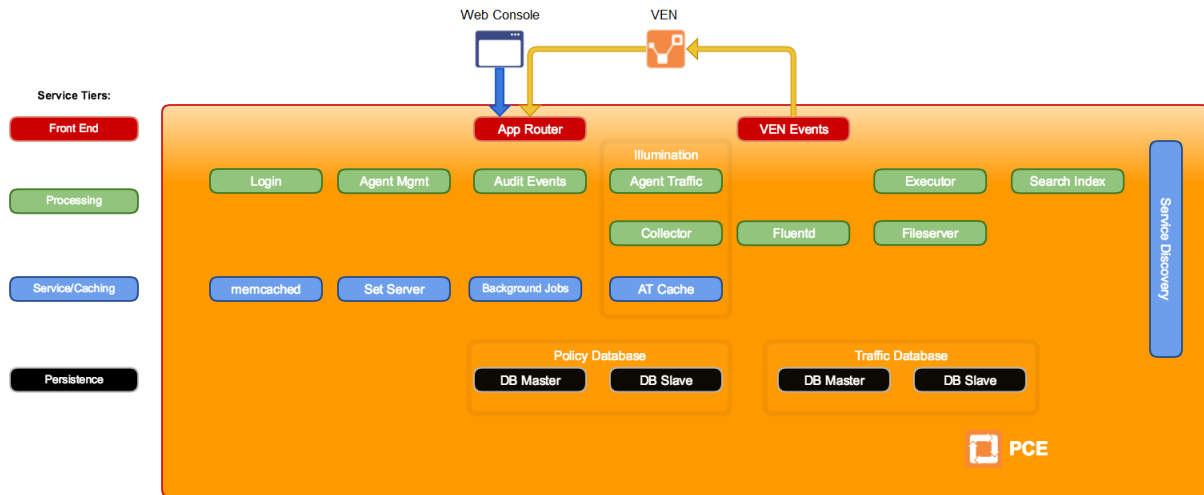 Web Console
VEN
Service Tiers:
Front End
App Router
VEN Events
Illumination
Login
Agent Mgmt
Audit Events
Agent Traffic
Executor
Search Index
Processing
Collector
Fluentd
Fileserver
Service Discovery
Service/Caching
memcached
Set Server
Background Jobs
AT Cache
Policy Database
Traffic Database
Persistence
DB Master
DB Slave
DB Master
DB Slave
PCE